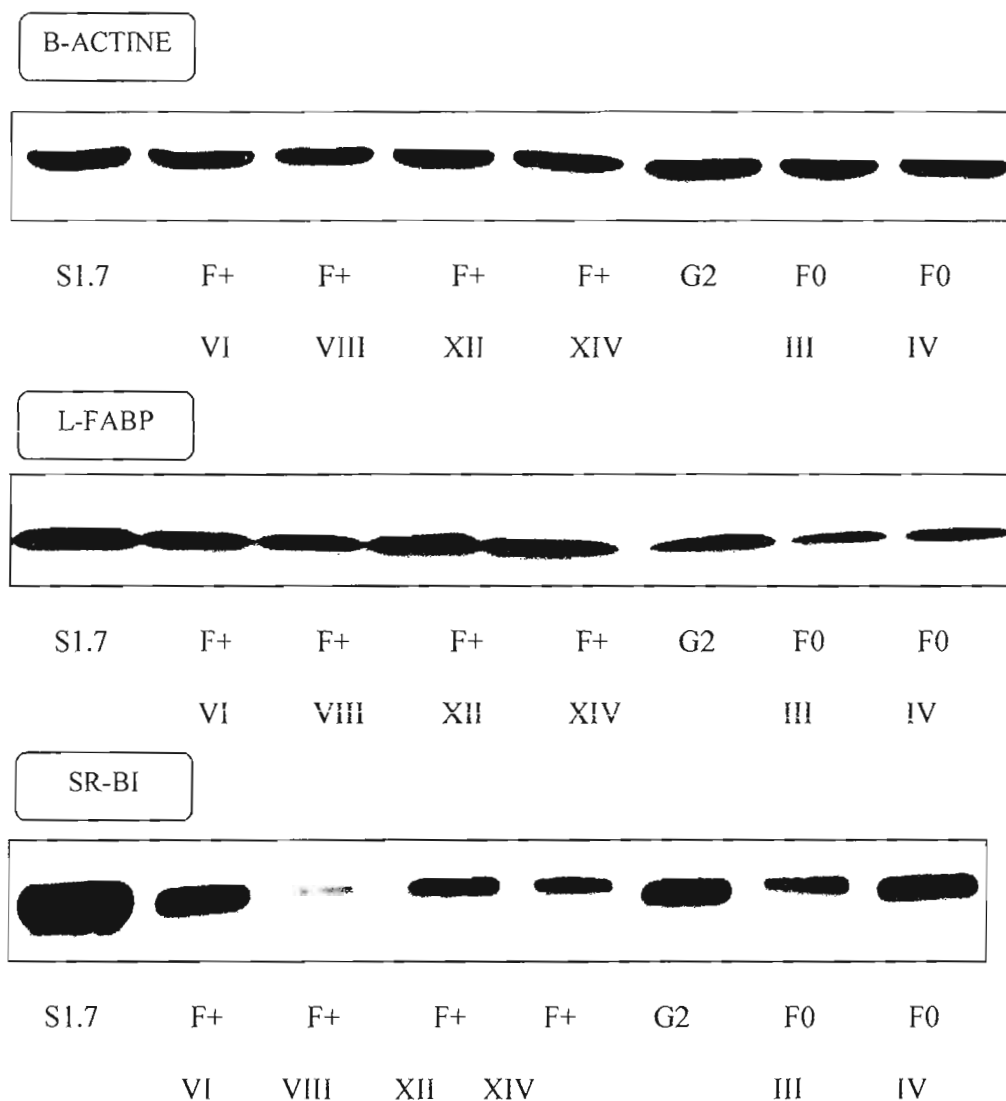 B-ACTINE
S1.7 F+ F+ F+ F+ G2 F0 F0
VI VIII XII XIV III IV
L-FABP
S1.7 F+ F+ F+ F+ G2 F0 F0
VI VIII XII XIV III IV
SR-BI
S1.7 F+ F+ F+ F+ G2 F0 F0
VI VIII XII XIV III IV